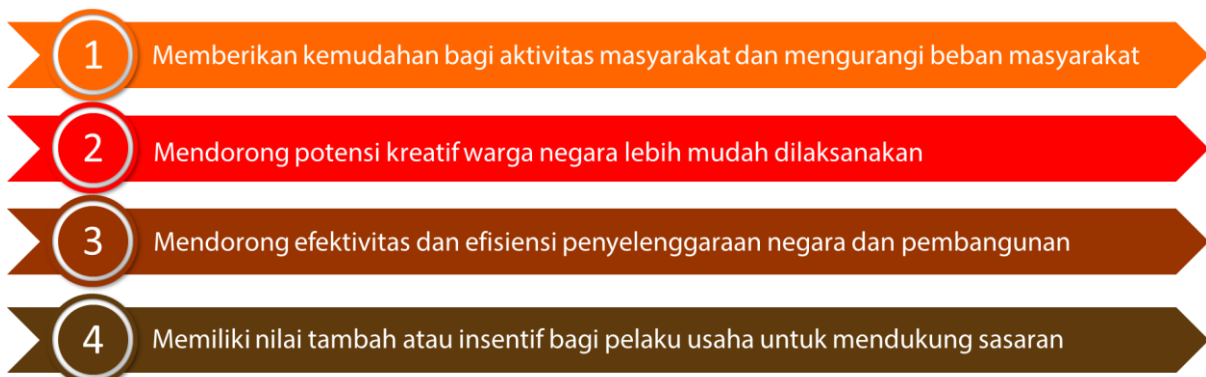 1 Memberikan kemudahan bagi aktivitas masyarakat dan mengurangi beban masyarakat
2 Mendorong potensi kreatif warga negara lebih mudah dilaksanakan
3 Mendorong efektivitas dan efisiensi penyelenggaraan negara dan pembangunan
4 Memiliki nilai tambah atau insentif bagi pelaku usaha untuk mendukung sasaran